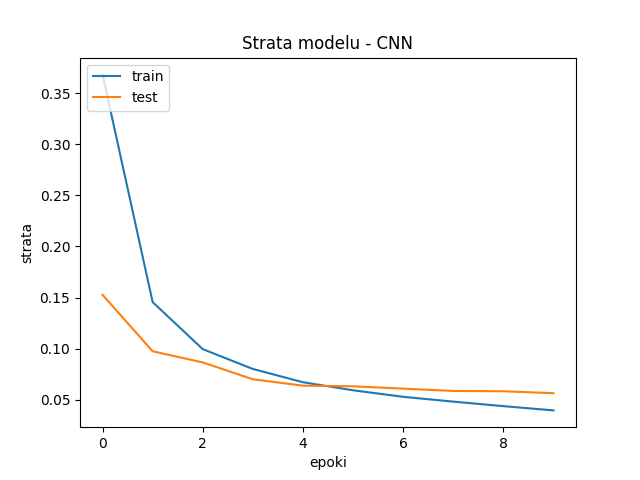 Strata modelu - CNN
train
test
strata
0.35
0.30
0.25
0.20
0.15
0.10
0.05
0 2 4 6 8
epoki